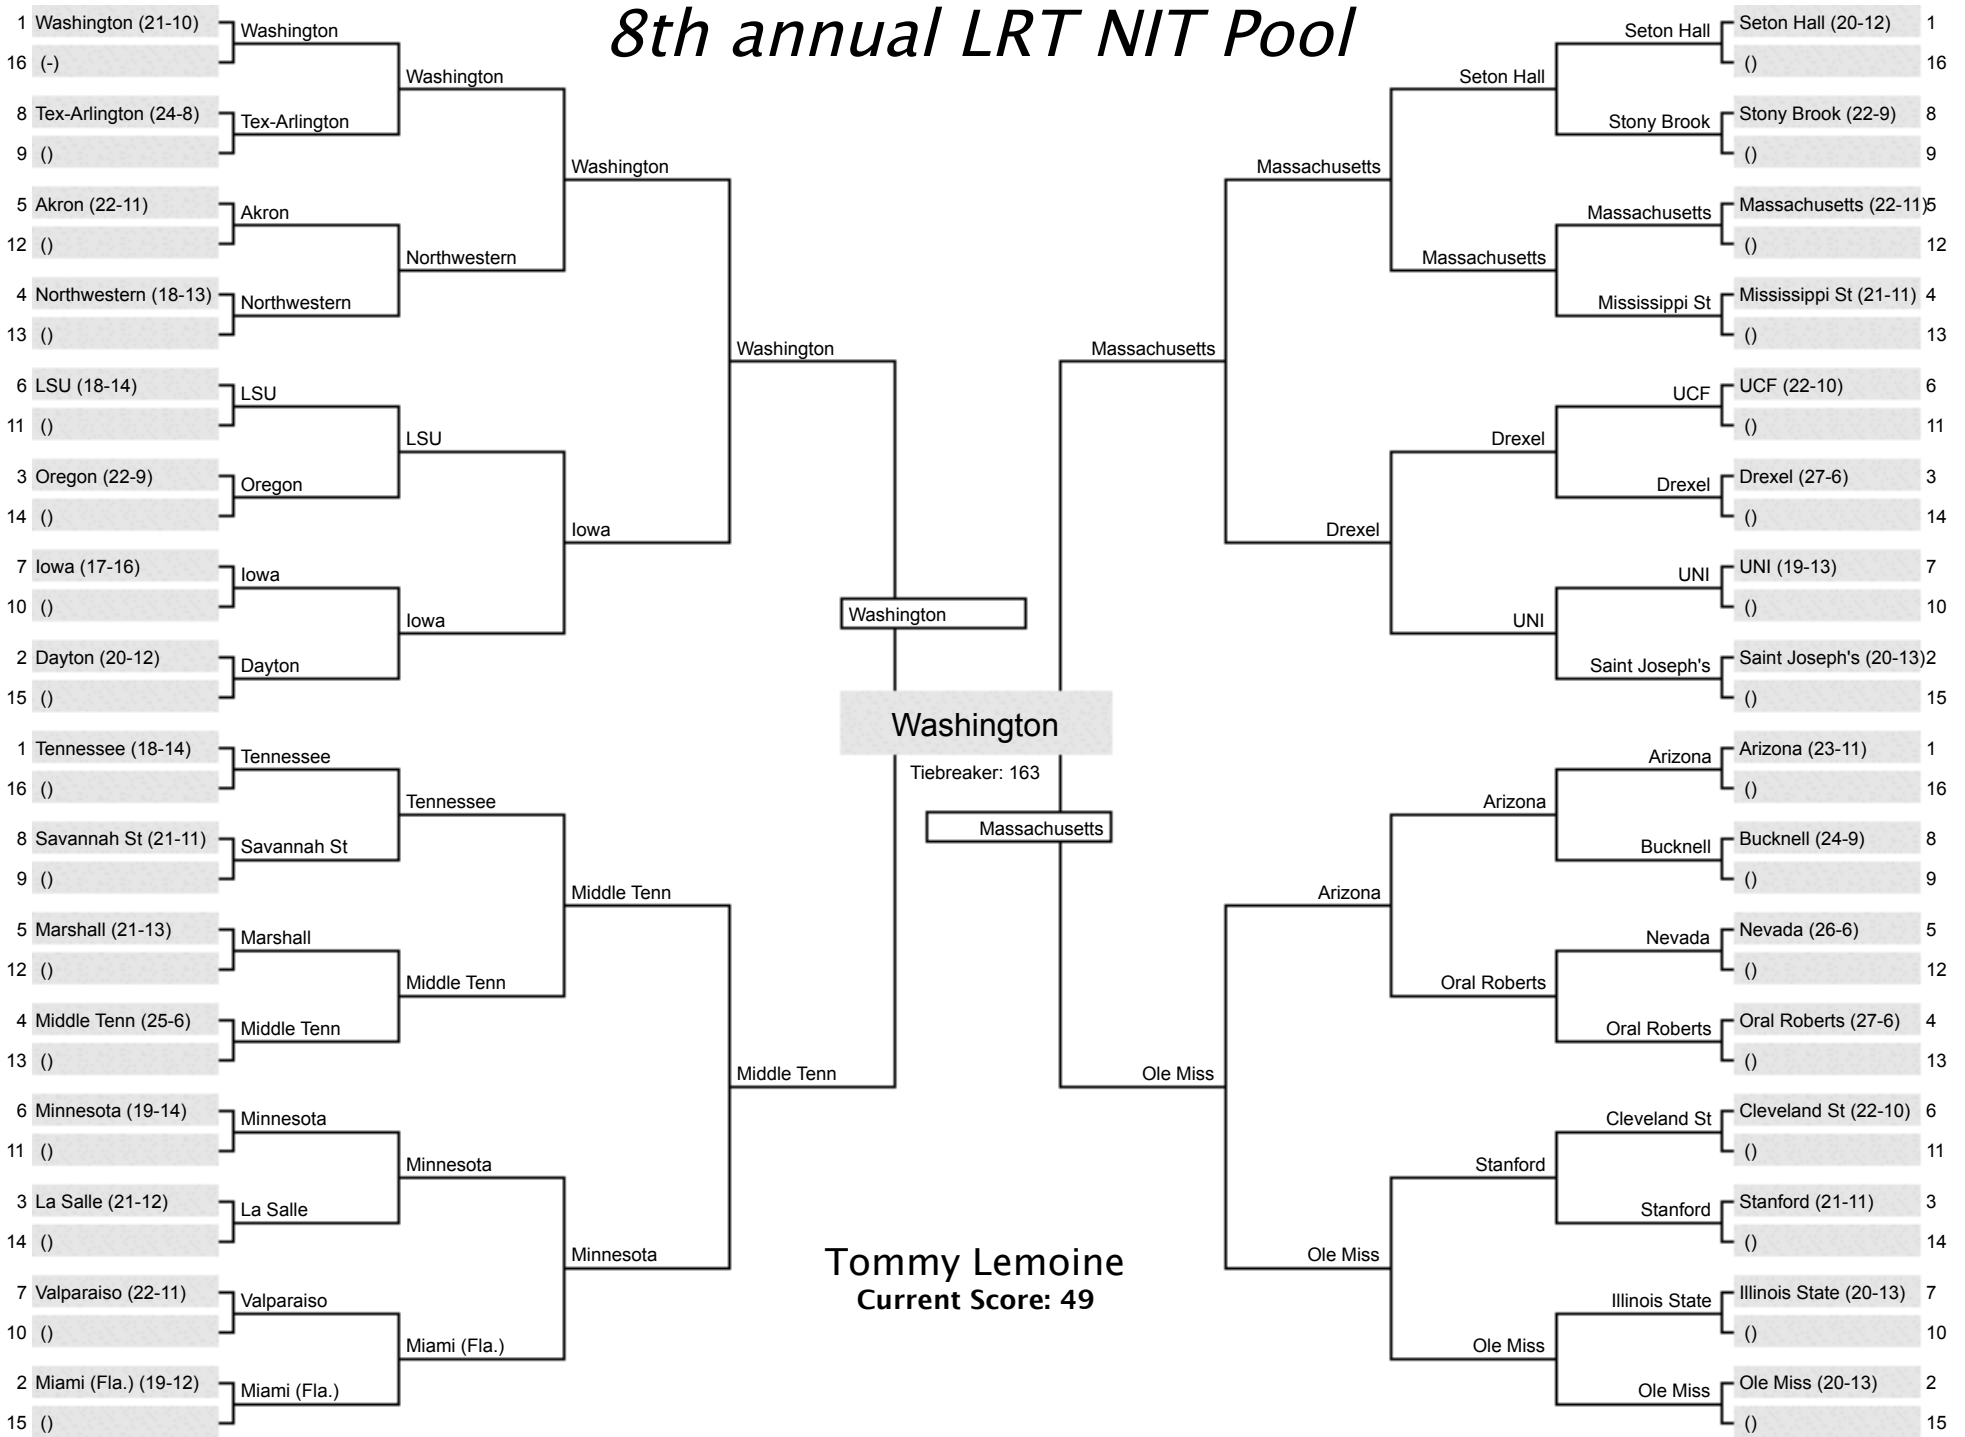 8th annual LRT NIT Pool
1 Washington (21-10)
16 (-)
8 Tex-Arlington (24-8)
9 ()
5 Akron (22-11)
12 ()
4 Northwestern (18-13)
13 ()
6 LSU (18-14)
11 ()
3 Oregon (22-9)
14 ()
7 Iowa (17-16)
10 ()
2 Dayton (20-12)
15 ()
1 Tennessee (18-14)
16 ()
8 Savannah St (21-11)
9 ()
5 Marshall (21-13)
12 ()
4 Middle Tenn (25-6)
13 ()
6 Minnesota (19-14)
11 ()
3 La Salle (21-12)
14 ()
7 Valparaiso (22-11)
10 ()
2 Miami (Fla.) (19-12)
15 ()
Washington
Tex-Arlington
Akron
Northwestern
LSU
Oregon
Iowa
Dayton
Tennessee
Savannah St
Marshall
Middle Tenn
Minnesota
La Salle
Valparaiso
Miami (Fla.)
Washington
Northwestern
LSU
Iowa
Tennessee
Middle Tenn
Minnesota
Miami (Fla.)
Washington
Iowa
Middle Tenn
Minnesota
Washington
Middle Tenn
Washington
Washington
Tiebreaker: 163
Massachusetts
Tommy Lemoine
Current Score: 49
Massachusetts
Ole Miss
Massachusetts
Drexel
Arizona
Ole Miss
Seton Hall
Massachusetts
Drexel
UNI
Arizona
Oral Roberts
Stanford
Ole Miss
Seton Hall
Stony Brook
Massachusetts
Mississippi St
UCF
Drexel
UNI
Saint Joseph's
Arizona
Bucknell
Nevada
Oral Roberts
Cleveland St
Stanford
Illinois State
Ole Miss
Seton Hall (20-12) 1
() 16
Stony Brook (22-9) 8
() 9
Massachusetts (22-11) 5
() 12
Mississippi St (21-11) 4
() 13
UCF (22-10) 6
() 11
Drexel (27-6) 3
() 14
UNI (19-13) 7
() 10
Saint Joseph's (20-13) 2
() 15
Arizona (23-11) 1
() 16
Bucknell (24-9) 8
() 9
Nevada (26-6) 5
() 12
Oral Roberts (27-6) 4
() 13
Cleveland St (22-10) 6
() 11
Stanford (21-11) 3
() 14
Illinois State (20-13) 7
() 10
Ole Miss (20-13) 2
() 15